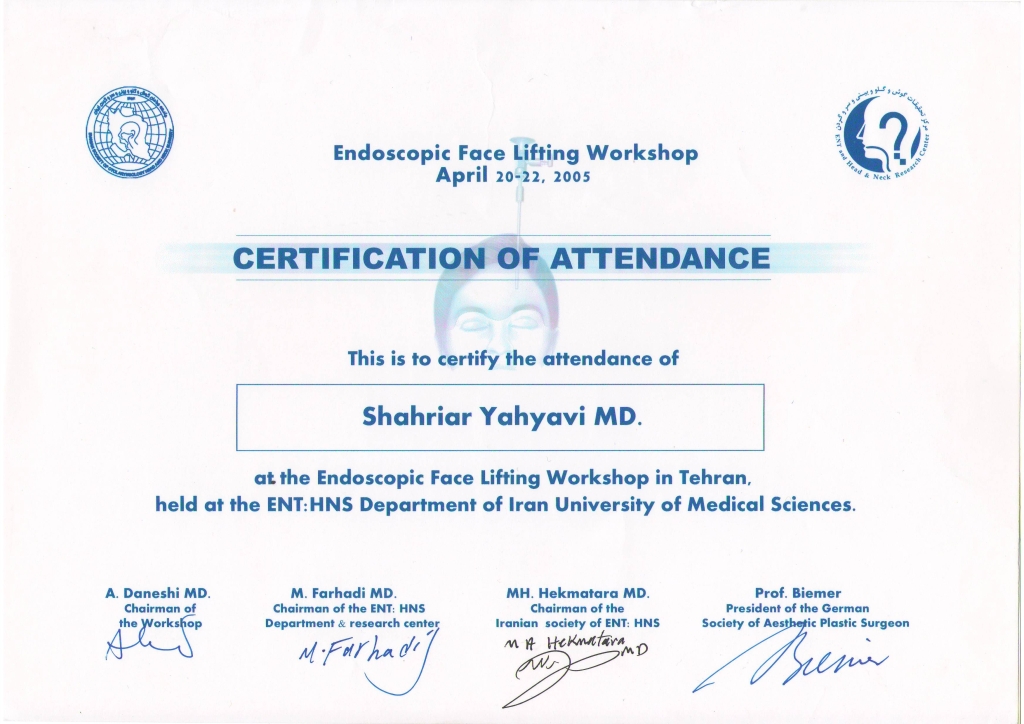 Endoscopic Face Lifting Workshop
April 20-22, 2005
ENT and Head & Neck Research Center
CERTIFICATION OF ATTENDANCE
This is to certify the attendance of
Shahriar Yahyavi MD.
at the Endoscopic Face Lifting Workshop in Tehran,
held at the ENT:HNS Department of Iran University of Medical Sciences.
A. Daneshi MD.
Chairman of
the Workshop
M. Farhadi MD.
Chairman of the ENT: HNS
Department & research center
M. Farhadi
MH. Hekmatara MD.
Chairman of the
Iranian society of ENT: HNS
M H Hekmatara
MD
Prof. Biemer
President of the German
Society of Aesthetic Plastic Surgeon
Biemer